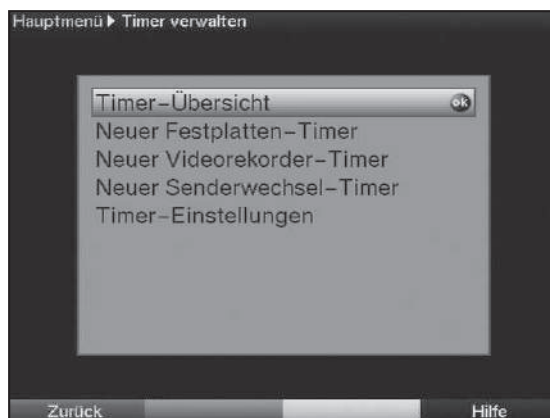 Hauptmenü ▶ Timer verwalten
Timer-Übersicht ok
Neuer Festplatten-Timer
Neuer Videorekorder-Timer
Neuer Senderwechsel-Timer
Timer-Einstellungen
Zurück Hilfe